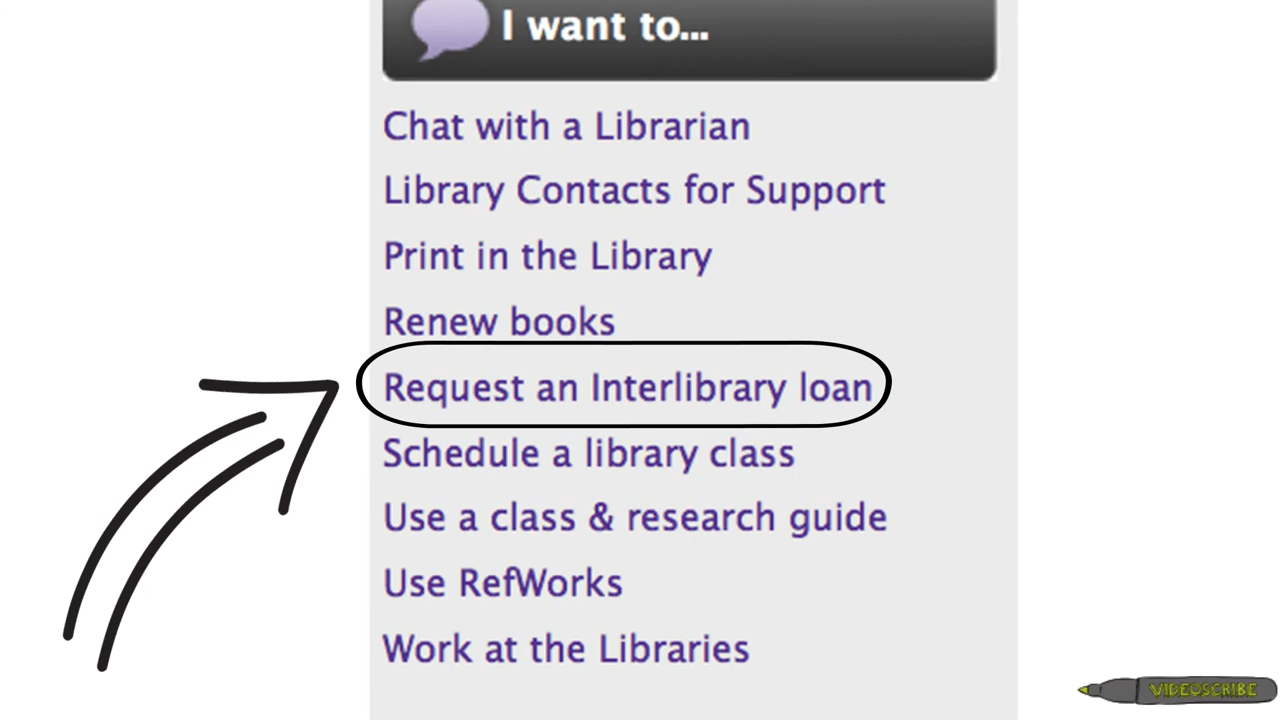 I want to...
Chat with a Librarian
Library Contacts for Support
Print in the Library
Renew books
Request an Interlibrary loan
Schedule a library class
Use a class & research guide
Use RefWorks
Work at the Libraries
VIDEOSCRIBE